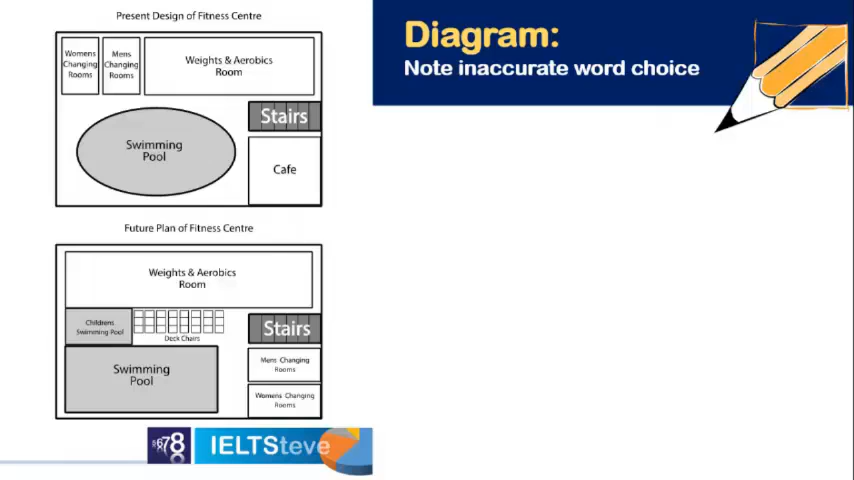 Present Design of Fitness Centre
Womens
Changing
Rooms
Mens
Changing
Rooms
Weights & Aerobics
Room
Stairs
Swimming
Pool
Cafe
Future Plan of Fitness Centre
Weights & Aerobics
Room
Childrens
Swimming Pool
Deck Chairs
Stairs
Swimming
Pool
Mens Changing
Rooms
Womens Changing
Rooms
IELTSteve
Diagram:
Note inaccurate word choice